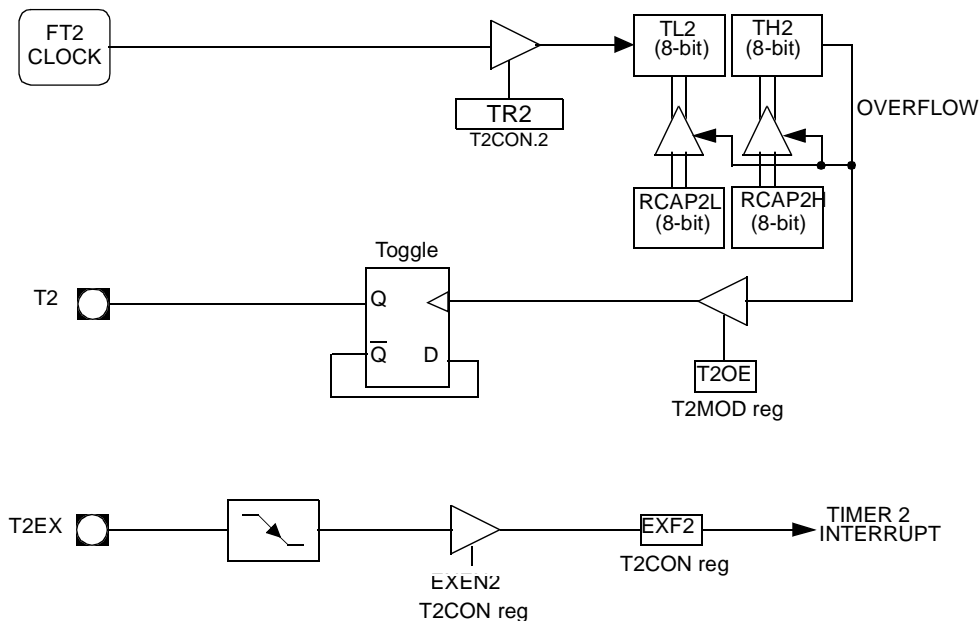 FT2
CLOCK
TL2
(8-bit)
TH2
(8-bit)
TR2
T2CON.2
OVERFLOW
RCAP2L
(8-bit)
RCAP2H
(8-bit)
Toggle
T2
Q
Q
D
T2OE
T2MOD reg
T2EX
EXF2
T2CON reg
TIMER 2
INTERRUPT
EXEN2
T2CON reg